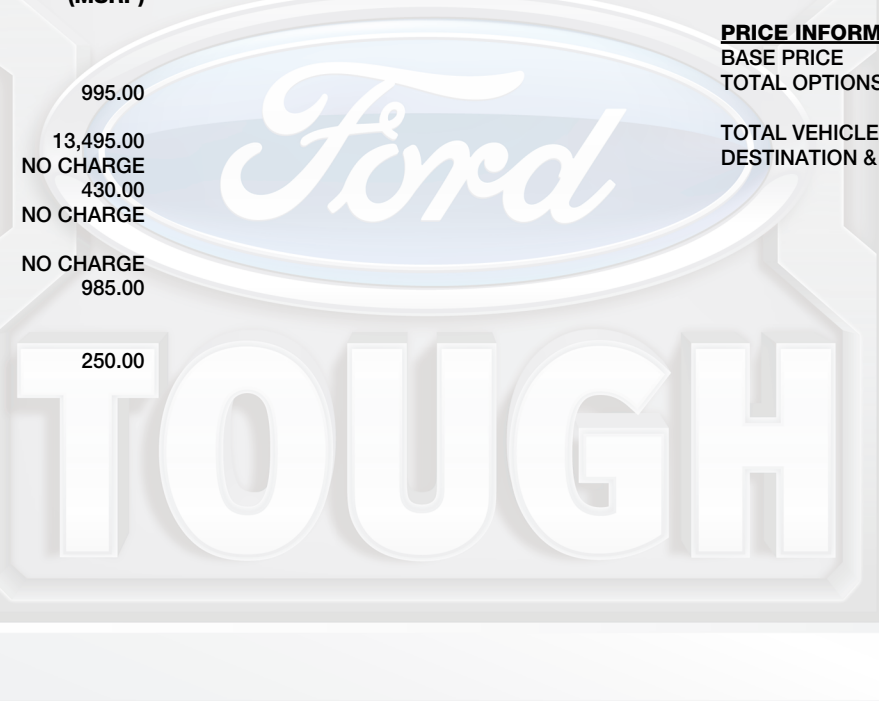 (MSRP)
995.00
13,495.00
NO CHARGE
430.00
NO CHARGE
NO CHARGE
985.00
250.00
PRICE INFORM
BASE PRICE
TOTAL OPTIONS
TOTAL VEHICLE
DESTINATION &
Ford
TOUGH